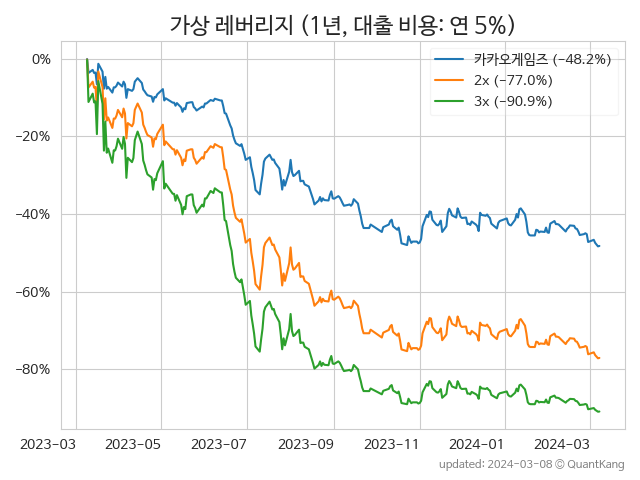 가상 레버리지 (1년, 대출 비용: 연 5%)
카카오게임즈 (−48.2%)
2x (−77.0%)
3x (−90.9%)
0%
−20%
−40%
−60%
−80%
2023-03
2023-05
2023-07
2023-09
2023-11
2024-01
2024-03
updated: 2024-03-08 © QuantKang